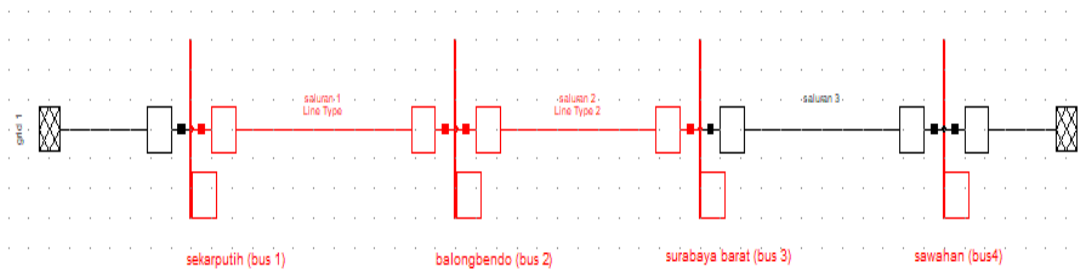 grid 1
saluran 1
Line Type
saluran 2
Line Type 2
saluran 3
sekarputih (bus 1)
balongbendo (bus 2)
surabaya barat (bus 3)
sawahan (bus4)